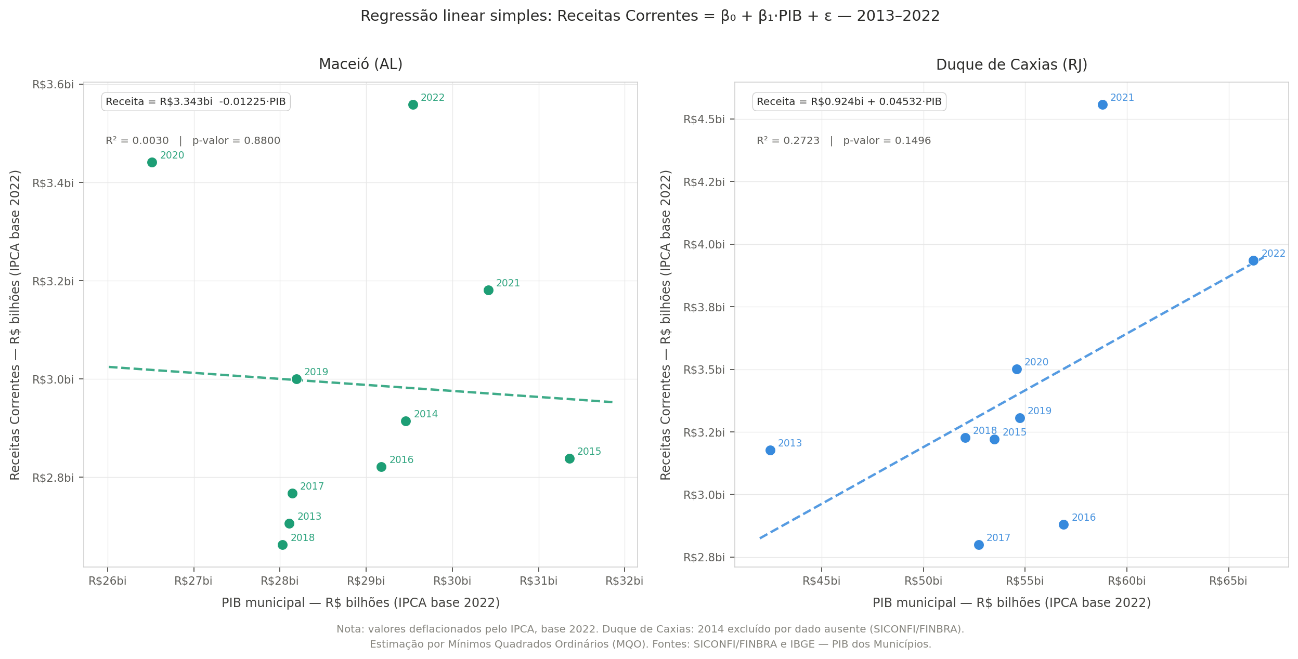 Regressão linear simples: Receitas Correntes = β₀ + β₁·PIB + ε — 2013–2022
Maceió (AL)
Receitas Correntes — R$ bilhões (IPCA base 2022)
R$3.6bi
R$3.4bi
R$3.2bi
R$3.0bi
R$2.8bi
Receita = R$3.343bi  -0.01225·PIB
R² = 0.0030   |   p-valor = 0.8800
2022
2020
2021
2019
2014
2015
2016
2017
2013
2018
R$26bi
R$27bi
R$28bi
R$29bi
R$30bi
R$31bi
R$32bi
PIB municipal — R$ bilhões (IPCA base 2022)
Duque de Caxias (RJ)
Receitas Correntes — R$ bilhões (IPCA base 2022)
R$4.5bi
R$4.2bi
R$4.0bi
R$3.8bi
R$3.5bi
R$3.2bi
R$3.0bi
R$2.8bi
Receita = R$0.924bi + 0.04532·PIB
R² = 0.2723   |   p-valor = 0.1496
2021
2022
2020
2019
2018
2015
2013
2016
2017
R$45bi
R$50bi
R$55bi
R$60bi
R$65bi
PIB municipal — R$ bilhões (IPCA base 2022)
Nota: valores deflacionados pelo IPCA, base 2022. Duque de Caxias: 2014 excluído por dado ausente (SICONFI/FINBRA).
Estimação por Mínimos Quadrados Ordinários (MQO). Fontes: SICONFI/FINBRA e IBGE — PIB dos Municípios.